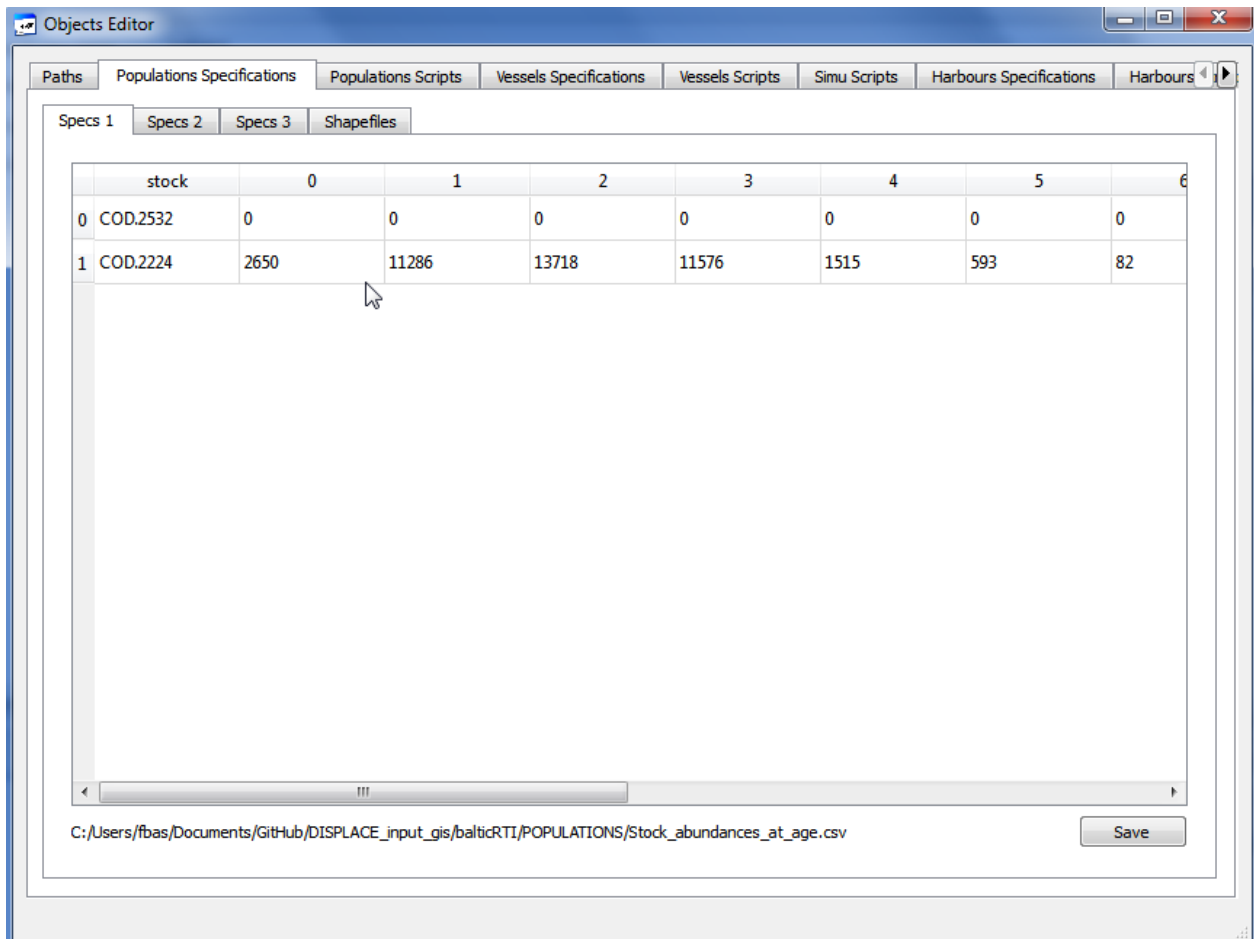 Objects Editor
Paths Populations Specifications Populations Scripts Vessels Specifications Vessels Scripts Simu Scripts Harbours Specifications Harbours
Specs 1 Specs 2 Specs 3 Shapefiles
stock 0 1 2 3 4 5 6
0 COD.2532 0 0 0 0 0 0 0
1 COD.2224 2650 11286 13718 11576 1515 593 82
C:/Users/fbas/Documents/GitHub/DISPLACE_input_gis/balticRTI/POPULATIONS/Stock_abundances_at_age.csv Save